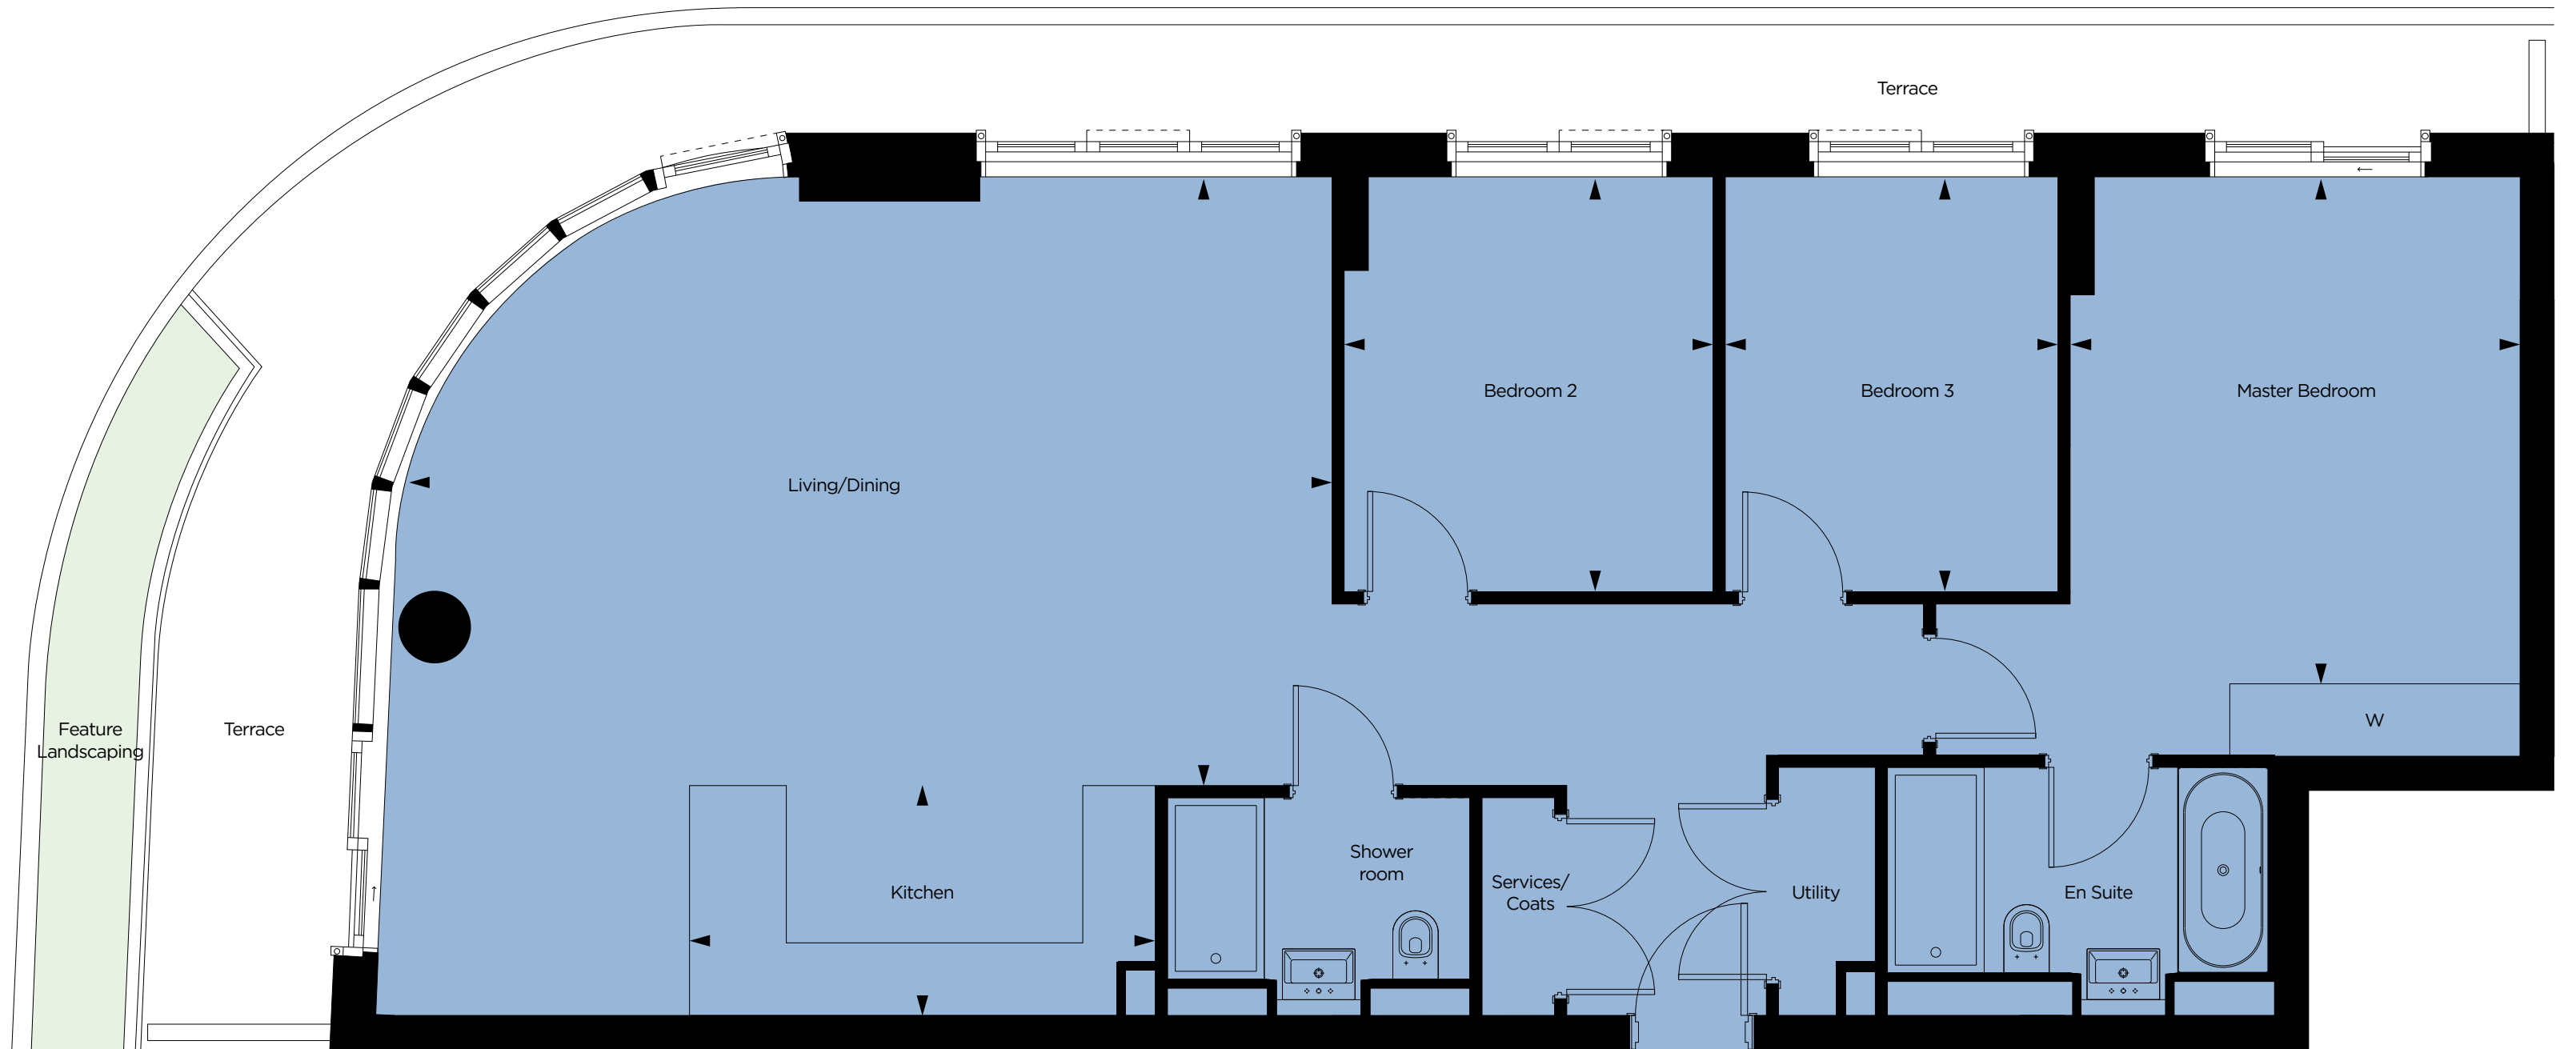 Terrace
Bedroom 2
Bedroom 3
Master Bedroom
Living/Dining
Feature
Landscaping
Terrace
W
Kitchen
Shower
room
Services/
Coats
Utility
En Suite